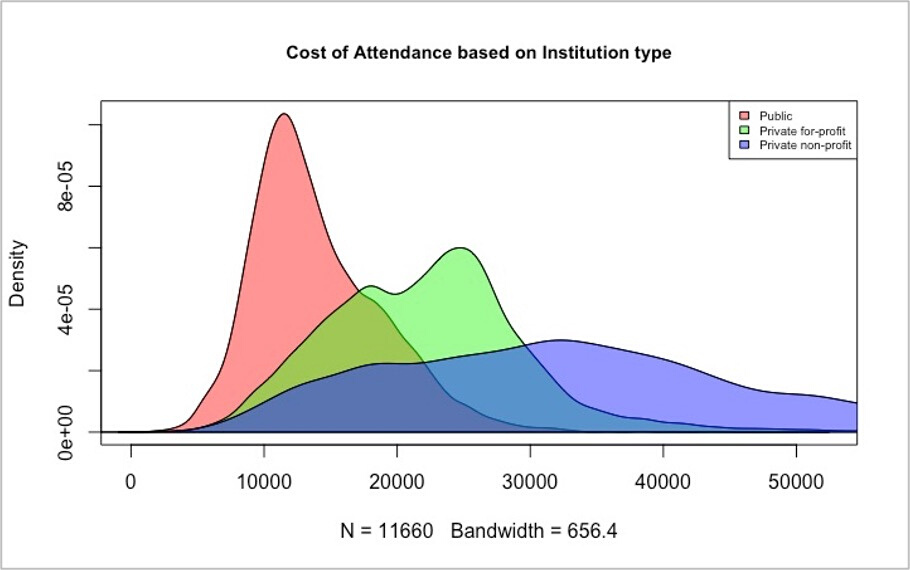 Cost of Attendance based on Institution type
Public
Private for-profit
Private non-profit
Density
8e-05
4e-05
0e+00
0 10000 20000 30000 40000 50000
N = 11660 Bandwidth = 656.4